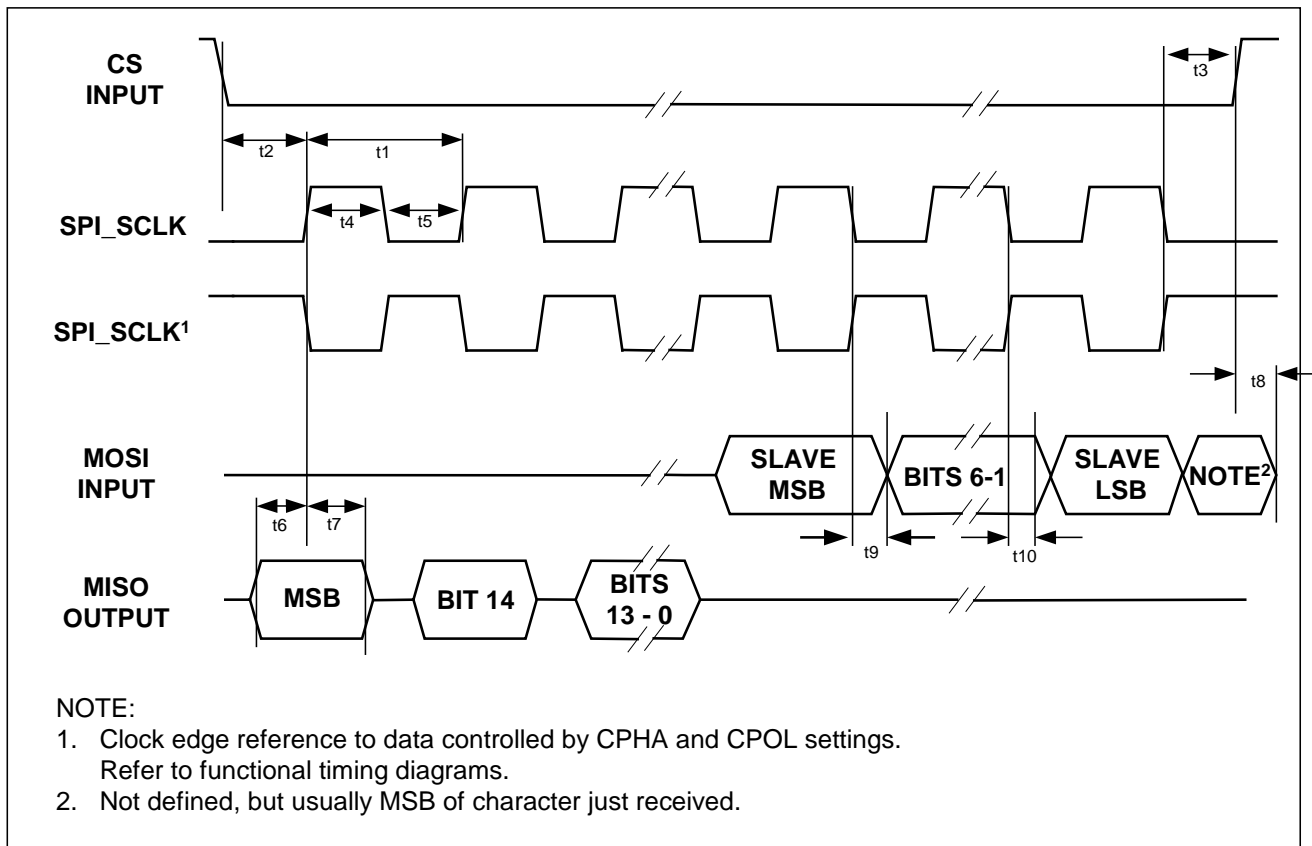 CS
INPUT
t3
t2
t1
SPI_SCLK
t4
t5
SPI_SCLK¹
t8
MOSI
INPUT
SLAVE
MSB
BITS 6-1
SLAVE
LSB
NOTE²
t6
t7
t9
t10
MISO
OUTPUT
MSB
BIT 14
BITS
13 - 0
NOTE:
1. Clock edge reference to data controlled by CPHA and CPOL settings.
Refer to functional timing diagrams.
2. Not defined, but usually MSB of character just received.